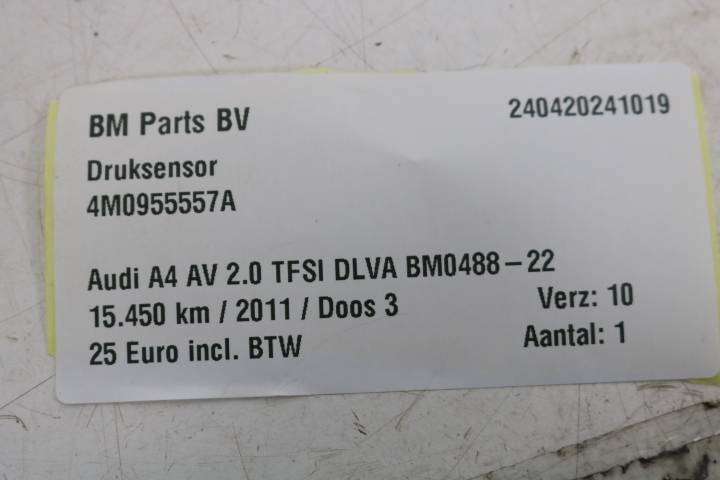 BM Parts BV 240420241019
Druksensor
4M0955557A
Audi A4 AV 2.0 TFSI DLVA BM0488-22
15.450 km / 2011 / Doos 3 Verz: 10
25 Euro incl. BTW Aantal: 1